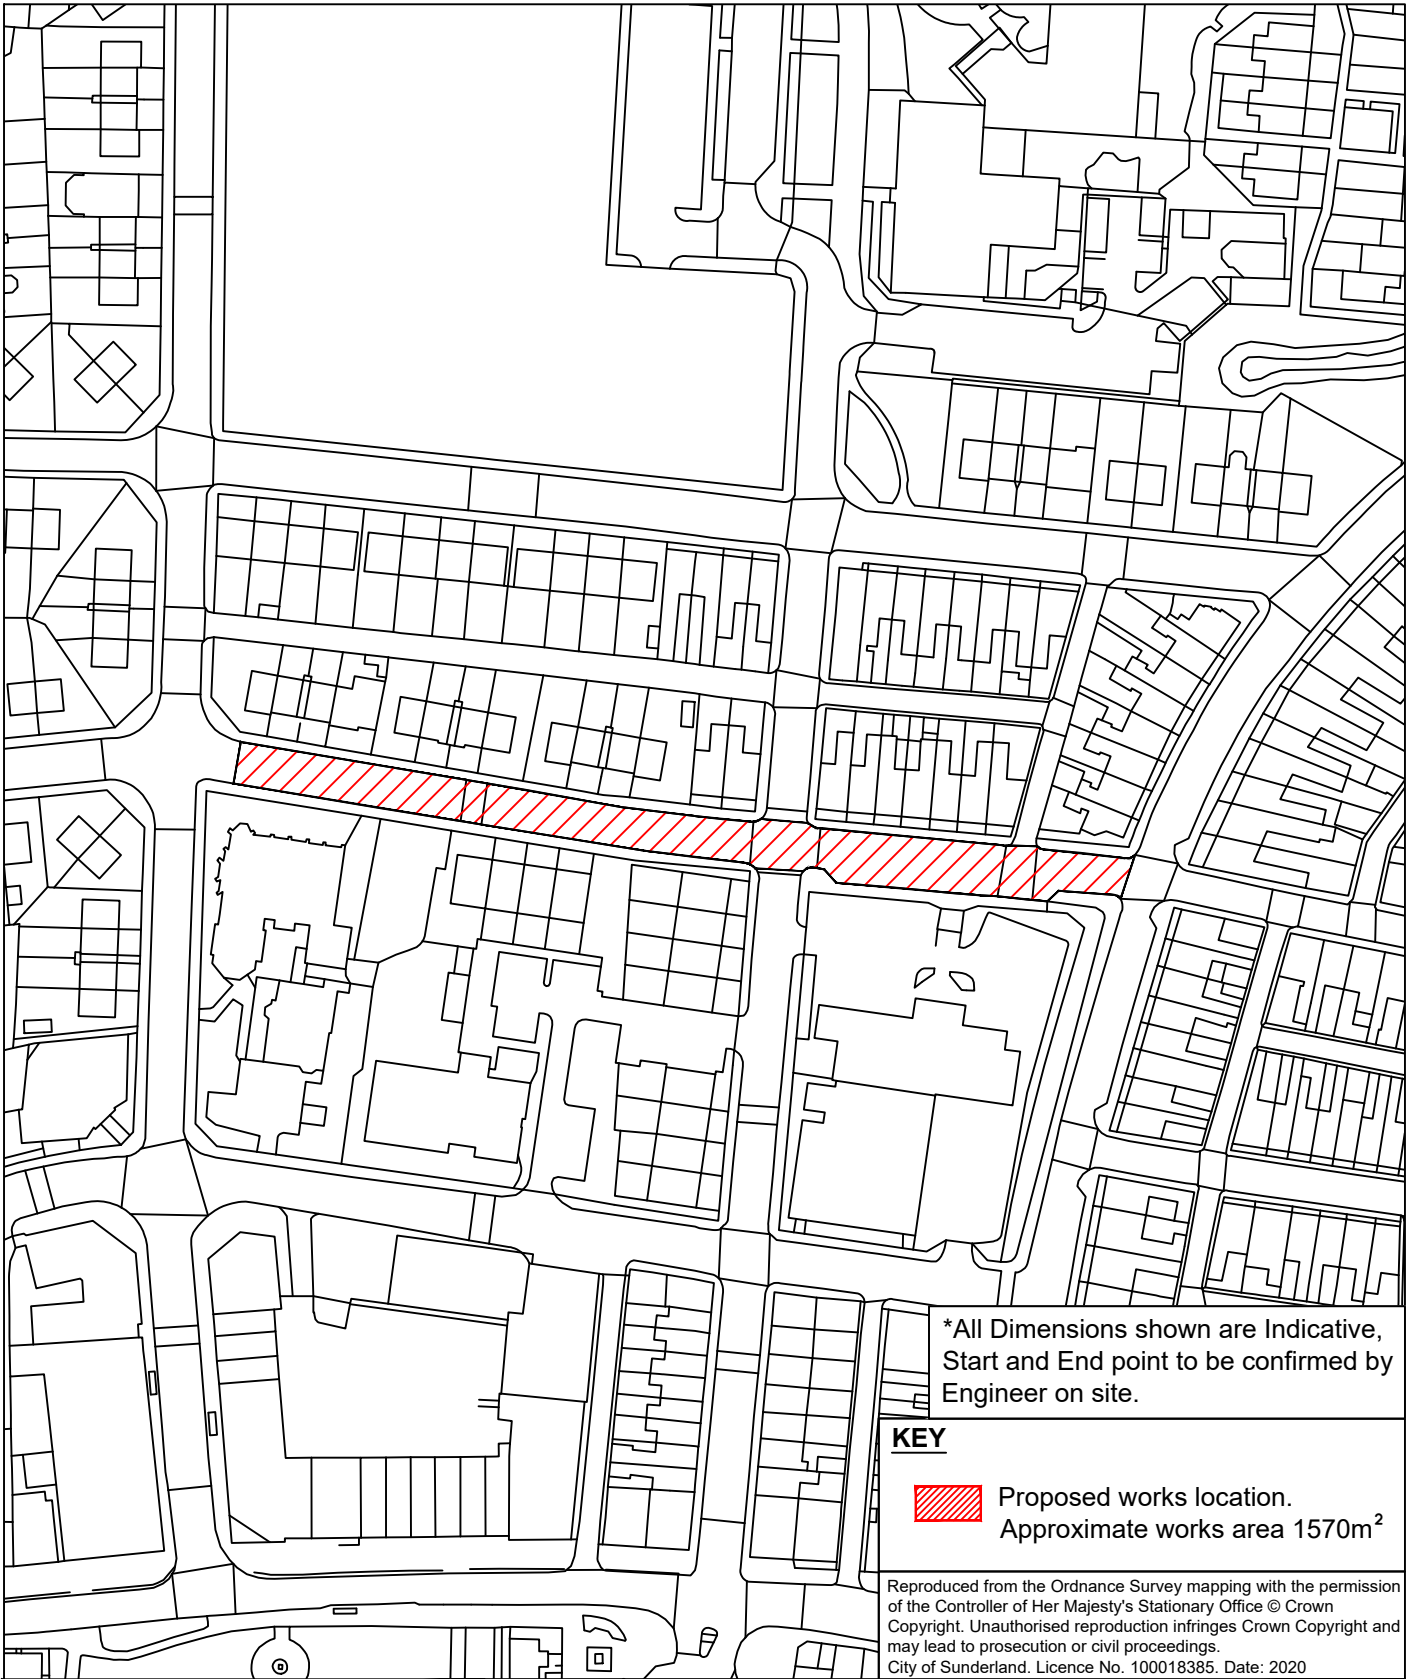 *All Dimensions shown are Indicative,
Start and End point to be confirmed by
Engineer on site.
KEY
Proposed works location.
Approximate works area 1570m²
Reproduced from the Ordnance Survey mapping with the permission
of the Controller of Her Majesty's Stationary Office © Crown
Copyright. Unauthorised reproduction infringes Crown Copyright and
may lead to prosecution or civil proceedings.
City of Sunderland. Licence No. 100018385. Date: 2020